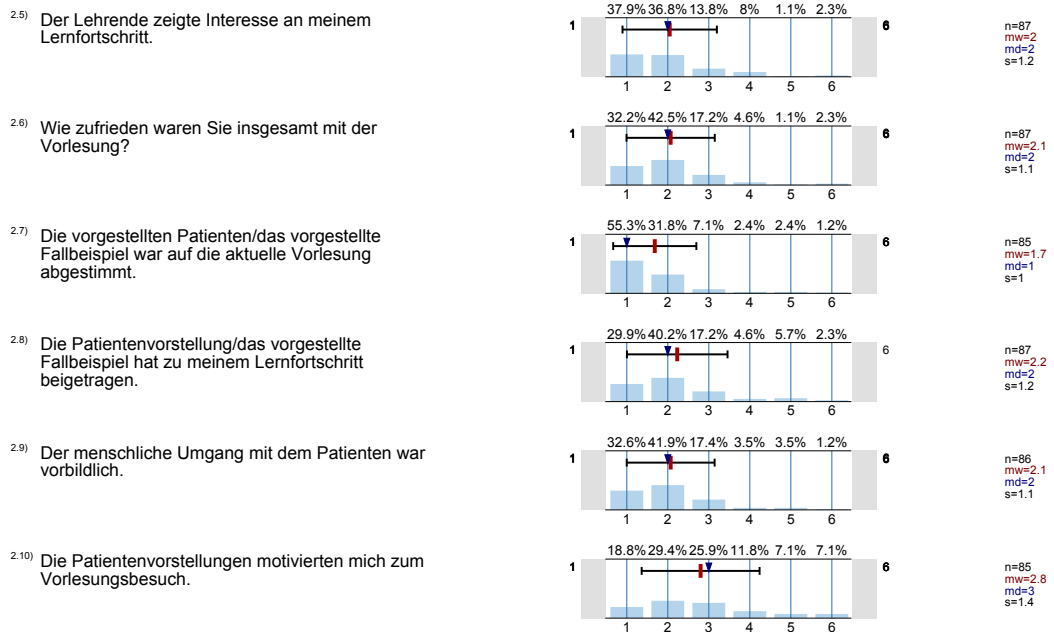 2.5) Der Lehrende zeigte Interesse an meinem
Lernfortschritt.
37.9% 36.8% 13.8% 8% 1.1% 2.3%
1 6
1 2 3 4 5 6
n=87
mw=2
md=2
s=1.2
2.6) Wie zufrieden waren Sie insgesamt mit der
Vorlesung?
32.2% 42.5% 17.2% 4.6% 1.1% 2.3%
1 6
1 2 3 4 5 6
n=87
mw=2.1
md=2
s=1.1
2.7) Die vorgestellten Patienten/das vorgestellte
Fallbeispiel war auf die aktuelle Vorlesung
abgestimmt.
55.3% 31.8% 7.1% 2.4% 2.4% 1.2%
1 6
1 2 3 4 5 6
n=85
mw=1.7
md=1
s=1
2.8) Die Patientenvorstellung/das vorgestellte
Fallbeispiel hat zu meinem Lernfortschritt
beigetragen.
29.9% 40.2% 17.2% 4.6% 5.7% 2.3%
1 6
1 2 3 4 5 6
n=87
mw=2.2
md=2
s=1.2
2.9) Der menschliche Umgang mit dem Patienten war
vorbildlich.
32.6% 41.9% 17.4% 3.5% 3.5% 1.2%
1 6
1 2 3 4 5 6
n=86
mw=2.1
md=2
s=1.1
2.10) Die Patientenvorstellungen motivierten mich zum
Vorlesungsbesuch.
18.8% 29.4% 25.9% 11.8% 7.1% 7.1%
1 6
1 2 3 4 5 6
n=85
mw=2.8
md=3
s=1.4